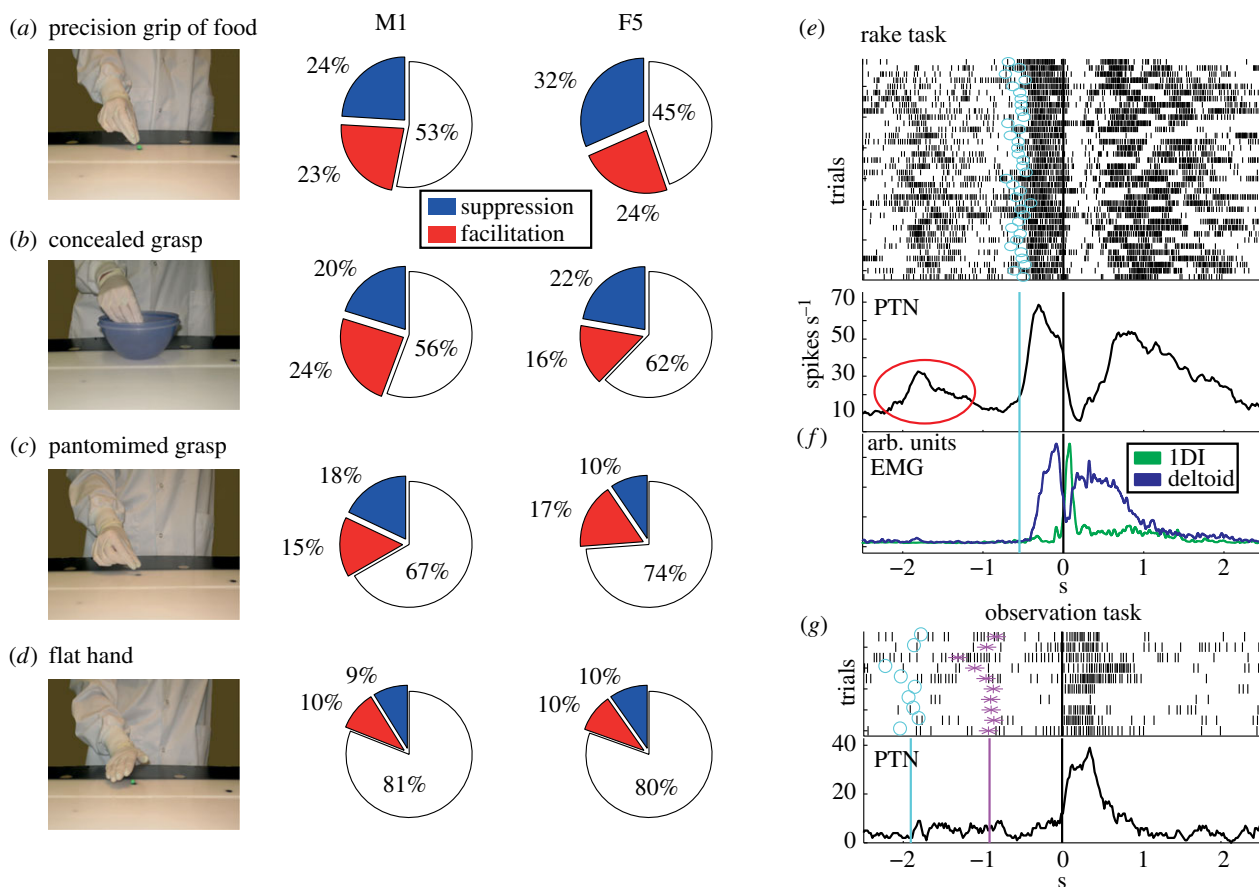 (a) precision grip of food
M1
F5
24%
53%
23%
32%
45%
24%
suppression
facilitation
(b) concealed grasp
20%
56%
24%
22%
62%
16%
(c) pantomimed grasp
18%
67%
15%
10%
17%
74%
(d) flat hand
9%
10%
81%
10%
10%
80%
(e) rake task
trials
PTN
spikes s−1
70
50
30
10
(f) arb. units
EMG
1DI
deltoid
−2 −1 0 1 2
s
observation task
(g)
trials
PTN
40
20
0
−2 −1 0 1 2
s